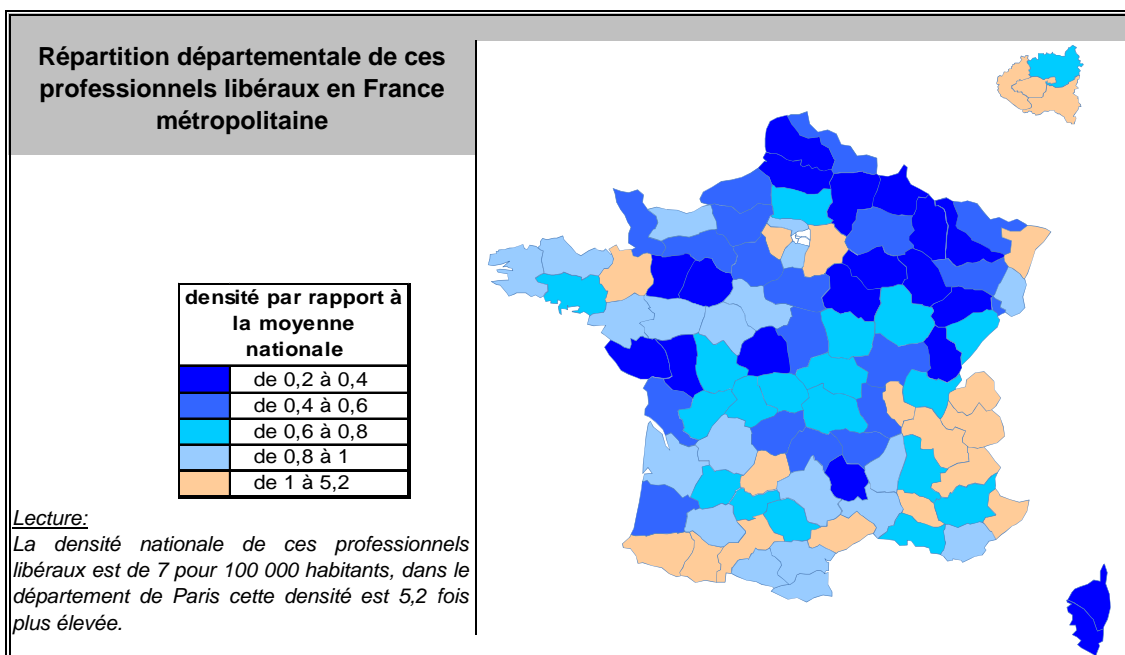 Répartition départementale de ces
professionnels libéraux en France
métropolitaine
densité par rapport à
la moyenne
nationale
de 0,2 à 0,4
de 0,4 à 0,6
de 0,6 à 0,8
de 0,8 à 1
de 1 à 5,2
Lecture:
La densité nationale de ces professionnels
libéraux est de 7 pour 100 000 habitants, dans le
département de Paris cette densité est 5,2 fois
plus élevée.